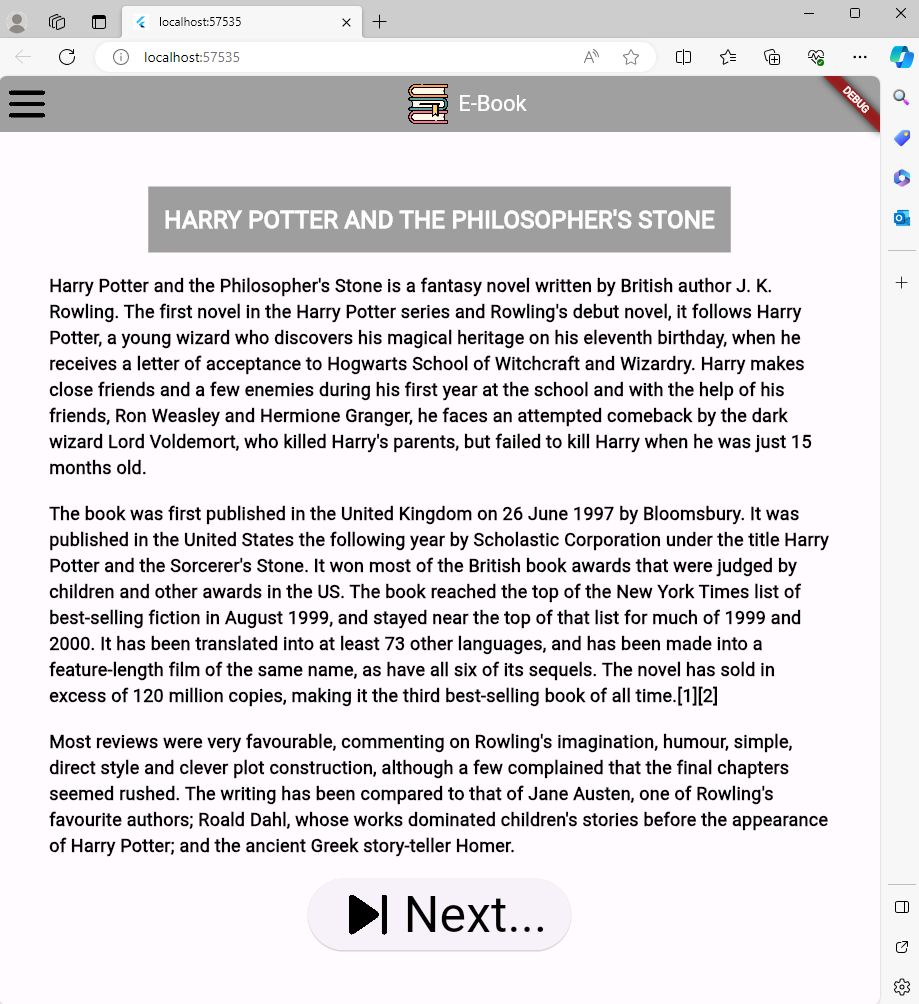 localhost:57535
localhost:57535
E-Book
DEBUG
HARRY POTTER AND THE PHILOSOPHER'S STONE
Harry Potter and the Philosopher's Stone is a fantasy novel written by British author J. K.
Rowling. The first novel in the Harry Potter series and Rowling's debut novel, it follows Harry
Potter, a young wizard who discovers his magical heritage on his eleventh birthday, when he
receives a letter of acceptance to Hogwarts School of Witchcraft and Wizardry. Harry makes
close friends and a few enemies during his first year at the school and with the help of his
friends, Ron Weasley and Hermione Granger, he faces an attempted comeback by the dark
wizard Lord Voldemort, who killed Harry's parents, but failed to kill Harry when he was just 15
months old.
The book was first published in the United Kingdom on 26 June 1997 by Bloomsbury. It was
published in the United States the following year by Scholastic Corporation under the title Harry
Potter and the Sorcerer's Stone. It won most of the British book awards that were judged by
children and other awards in the US. The book reached the top of the New York Times list of
best-selling fiction in August 1999, and stayed near the top of that list for much of 1999 and
2000. It has been translated into at least 73 other languages, and has been made into a
feature-length film of the same name, as have all six of its sequels. The novel has sold in
excess of 120 million copies, making it the third best-selling book of all time.[1][2]
Most reviews were very favourable, commenting on Rowling's imagination, humour, simple,
direct style and clever plot construction, although a few complained that the final chapters
seemed rushed. The writing has been compared to that of Jane Austen, one of Rowling's
favourite authors; Roald Dahl, whose works dominated children's stories before the appearance
of Harry Potter; and the ancient Greek story-teller Homer.
Next...